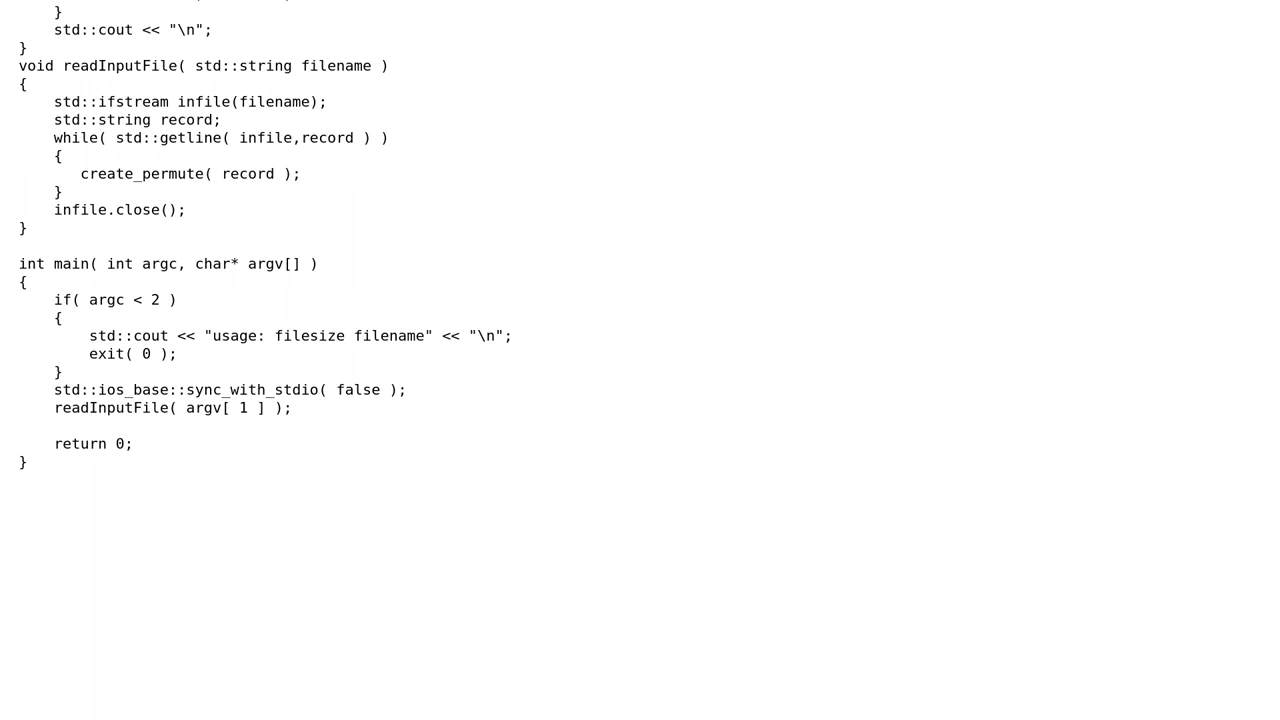 }
    std::cout << "\n";
}
void readInputFile( std::string filename )
{
    std::ifstream infile(filename);
    std::string record;
    while( std::getline( infile,record ) )
    {
       create_permute( record );
    }
    infile.close();
}

int main( int argc, char* argv[] )
{
    if( argc < 2 )
    {
        std::cout << "usage: filesize filename" << "\n";
        exit( 0 );
    }
    std::ios_base::sync_with_stdio( false );
    readInputFile( argv[ 1 ] );

    return 0;
}